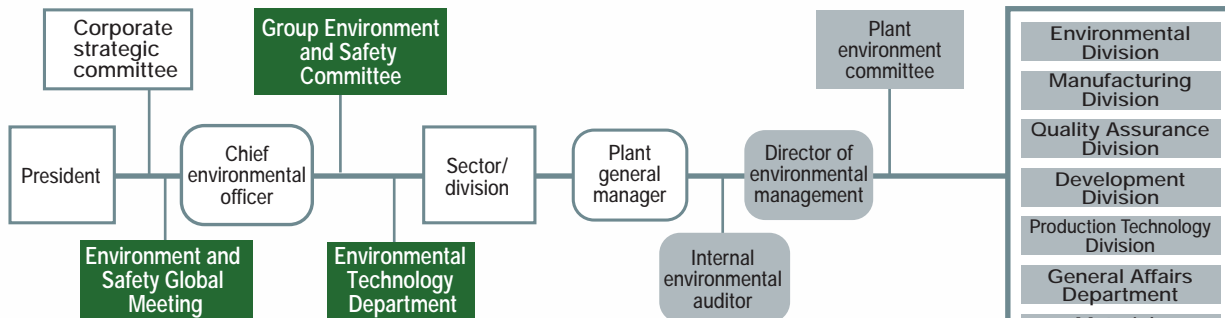 Corporate
strategic
committee
Group Environment
and Safety
Committee
Plant
environment
committee
President
Chief
environmental
officer
Sector/
division
Plant
general
manager
Director of
environmental
management
Environment and
Safety Global
Meeting
Environmental
Technology
Department
Internal
environmental
auditor
Environmental
Division
Manufacturing
Division
Quality Assurance
Division
Development
Division
Production Technology
Division
General Affairs
Department